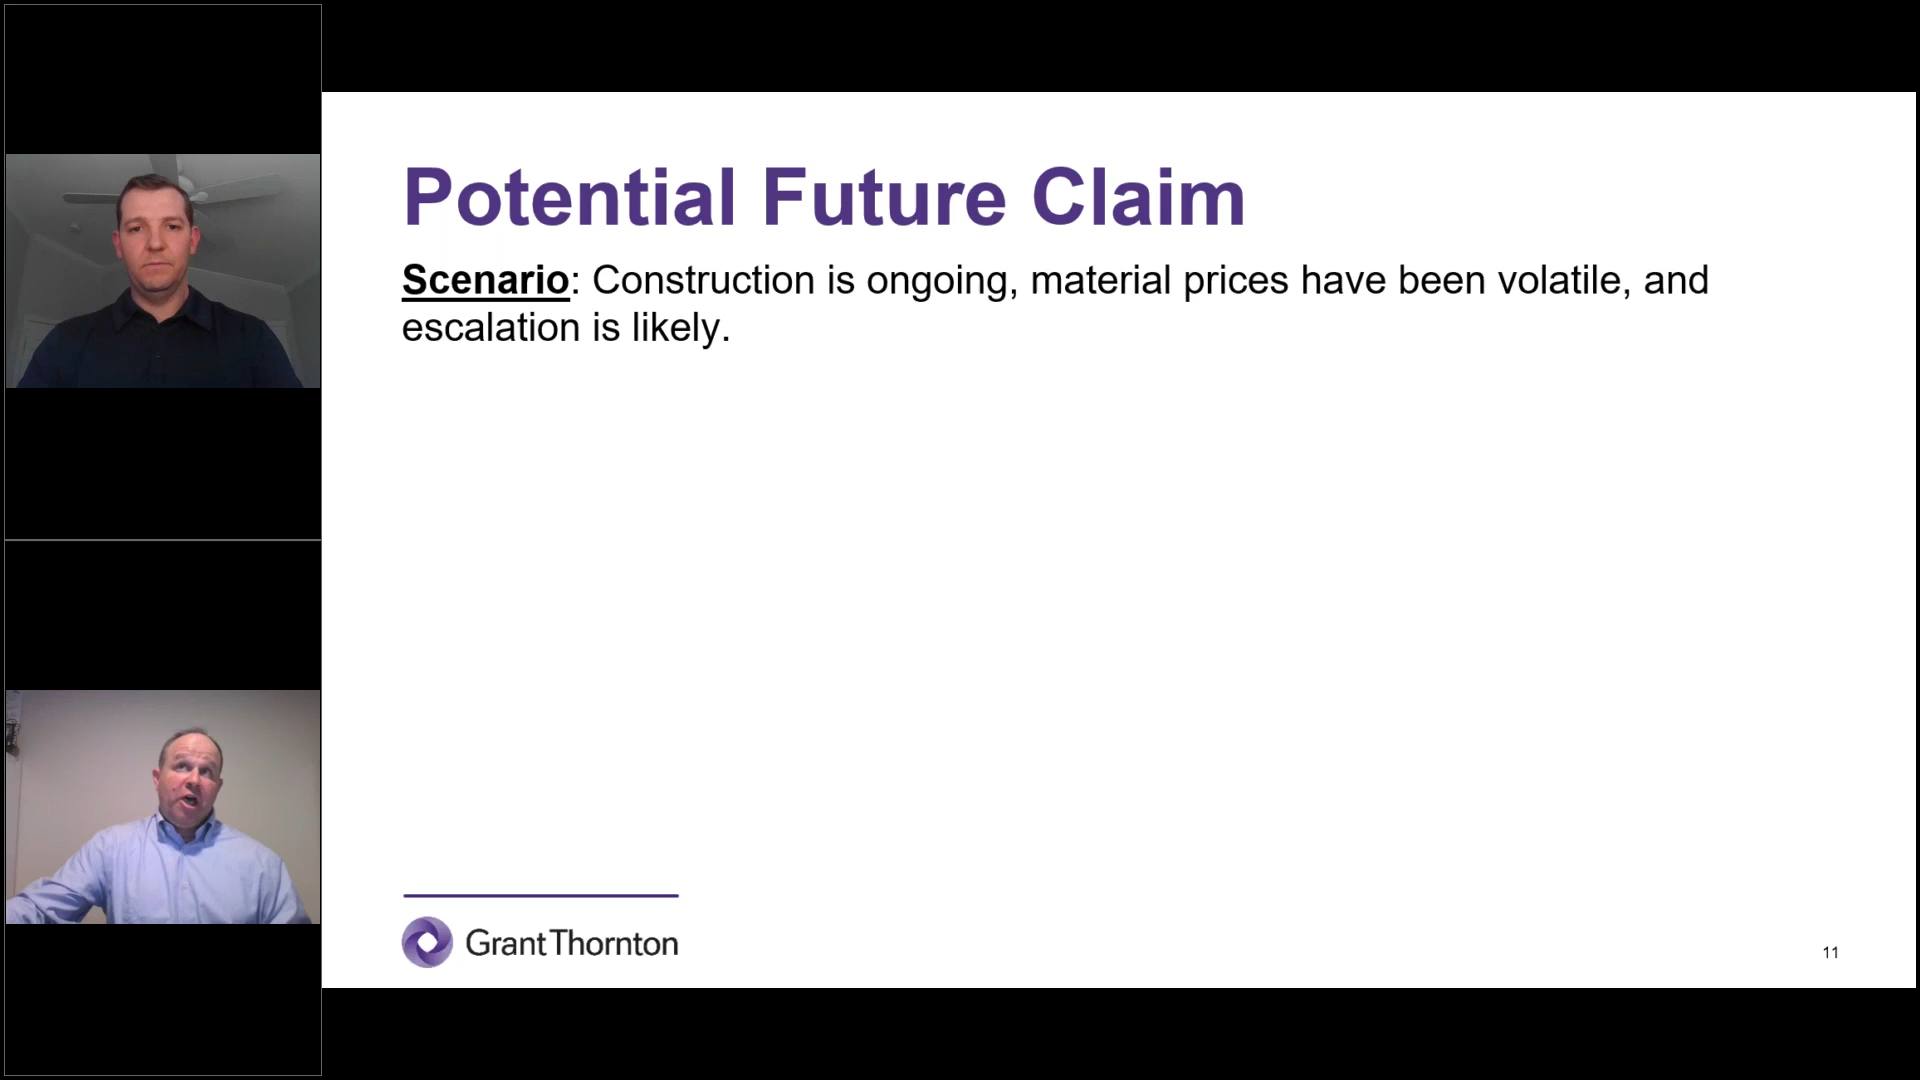 Potential Future Claim
Scenario: Construction is ongoing, material prices have been volatile, and
escalation is likely.
GrantThornton
11